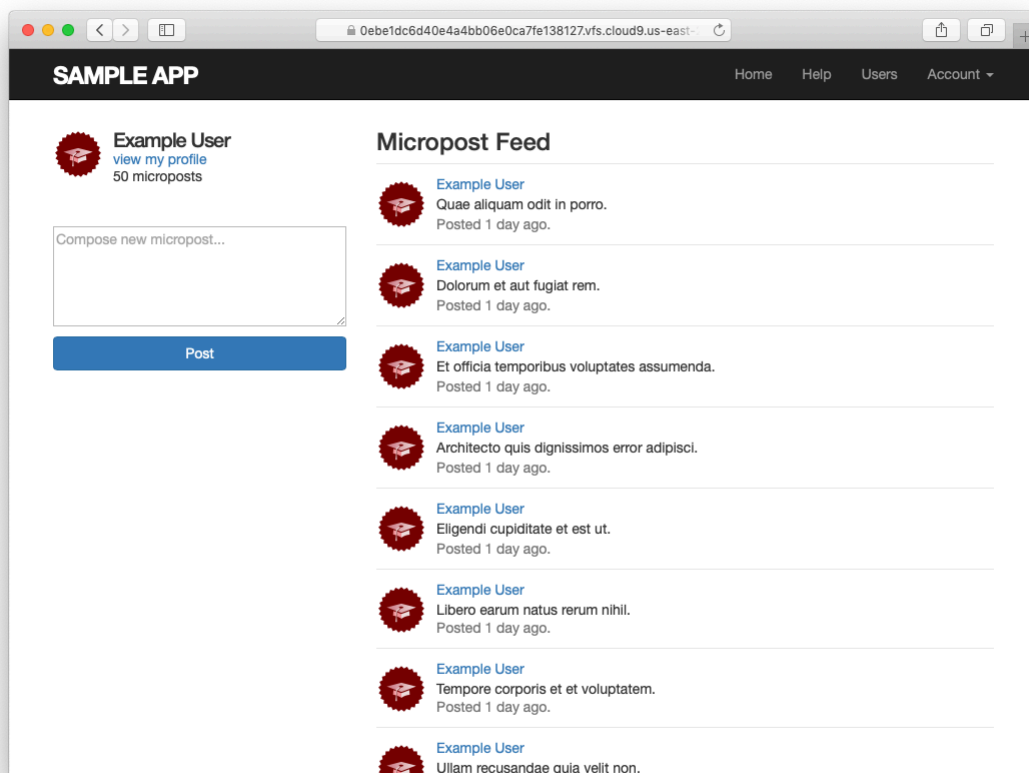 0ebe1dc6d40e4a4bb06e0ca7fe138127.vfs.cloud9.us-east-
SAMPLE APP
Home Help Users Account
Example User
view my profile
50 microposts
Compose new micropost...
Post
Micropost Feed
Example User
Quae aliquam odit in porro.
Posted 1 day ago.
Example User
Dolorum et aut fugiat rem.
Posted 1 day ago.
Example User
Et officia temporibus voluptates assumenda.
Posted 1 day ago.
Example User
Architecto quis dignissimos error adipisci.
Posted 1 day ago.
Example User
Eligendi cupiditate et est ut.
Posted 1 day ago.
Example User
Libero earum natus rerum nihil.
Posted 1 day ago.
Example User
Tempore corporis et et voluptatem.
Posted 1 day ago.
Example User
Ullam recusandae quia velit non.